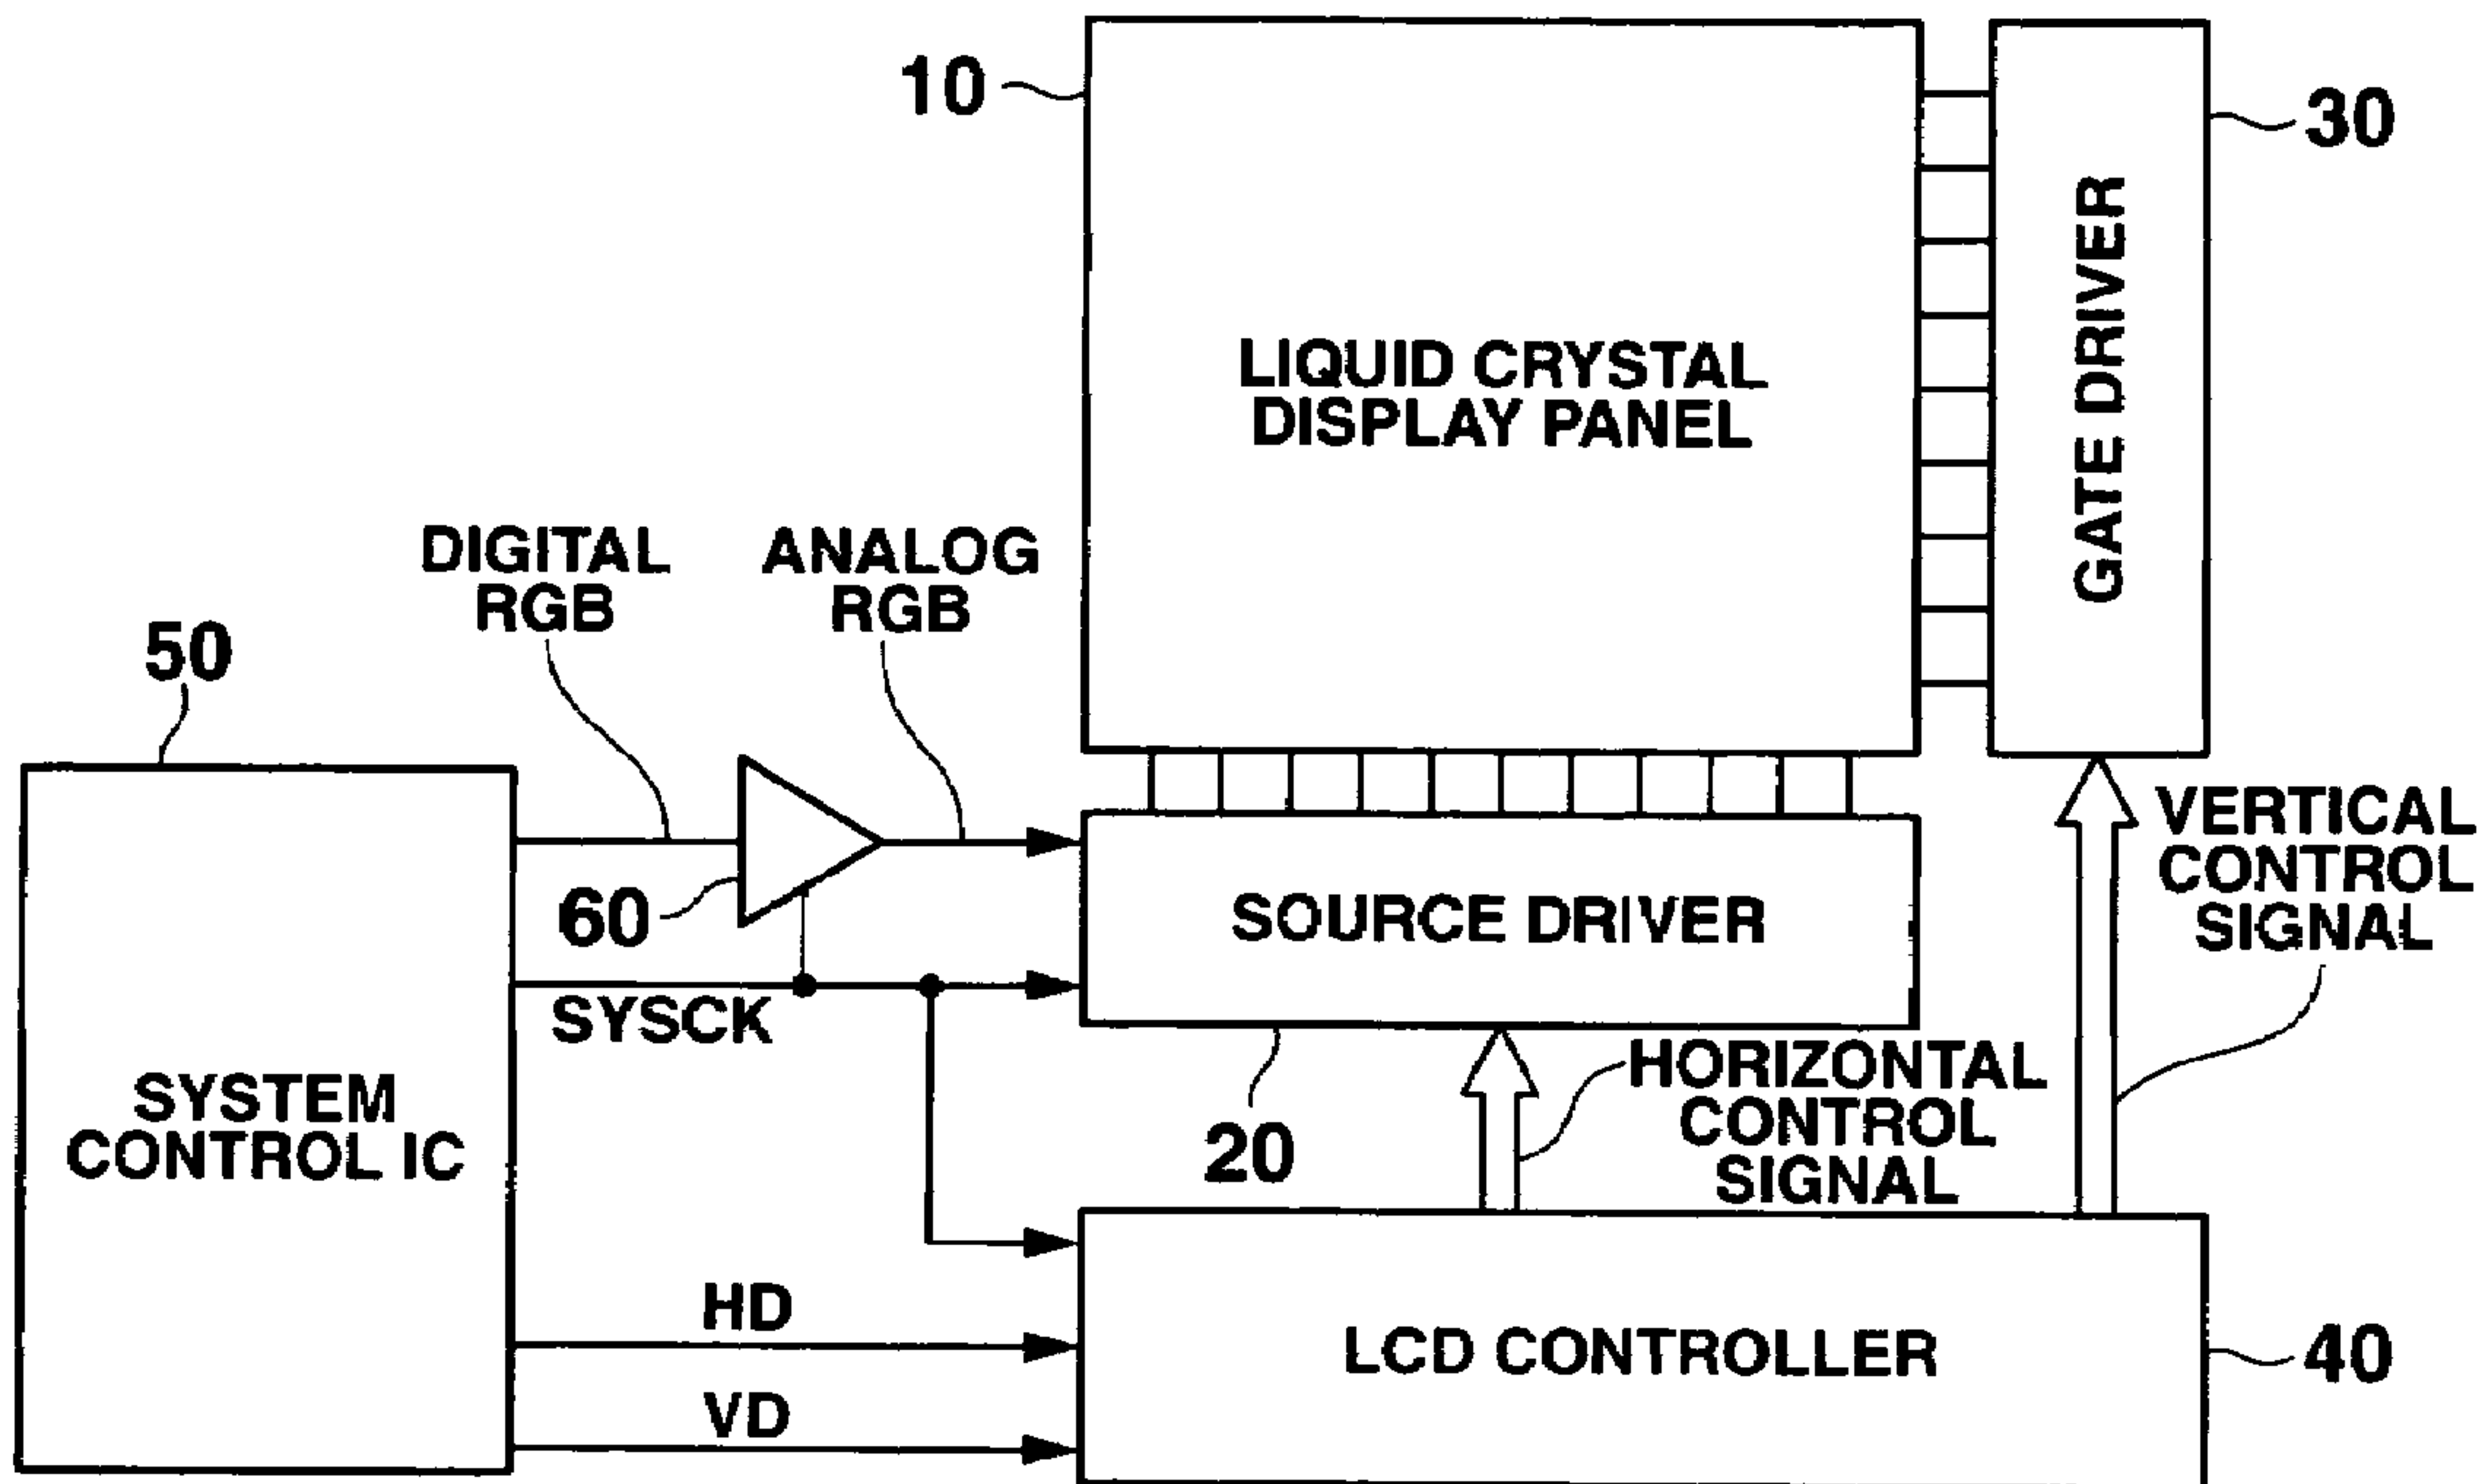 10
30
LIQUID CRYSTAL
DISPLAY PANEL
GATE DRIVER
DIGITAL
RGB
ANALOG
RGB
50
60
SYSCK
SOURCE DRIVER
VERTICAL
CONTROL
SIGNAL
SYSTEM
CONTROL IC
20
HORIZONTAL
CONTROL
SIGNAL
HD
VD
LCD CONTROLLER
40